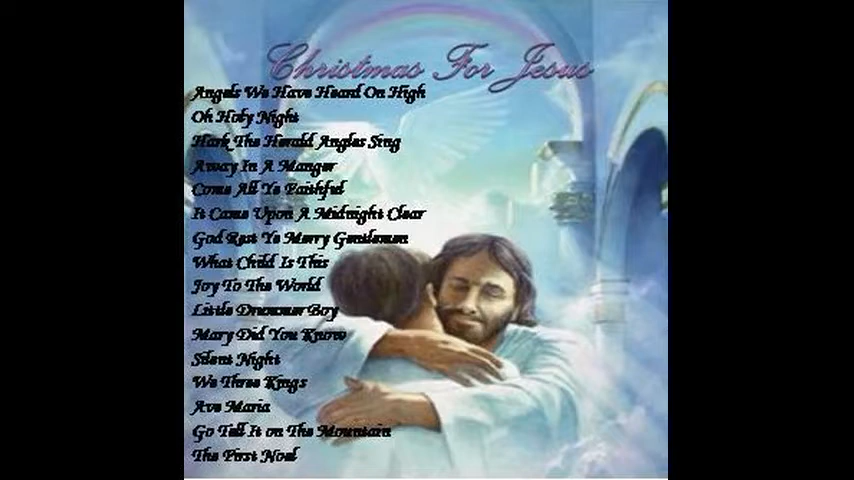 Christmas For Jesus
Angels We Have Heard On High
Oh Holy Night
Hark The Herald Angles Sing
Away In A Manger
Come All Ye Faithful
It Came Upon A Midnight Clear
God Rest Ye Merry Gentlemen
What Child Is This
Joy To The World
Little Drummer Boy
Mary Did You Know
Silent Night
We Three Kings
Ave Maria
Go Tell It on The Mountain
The First Noel